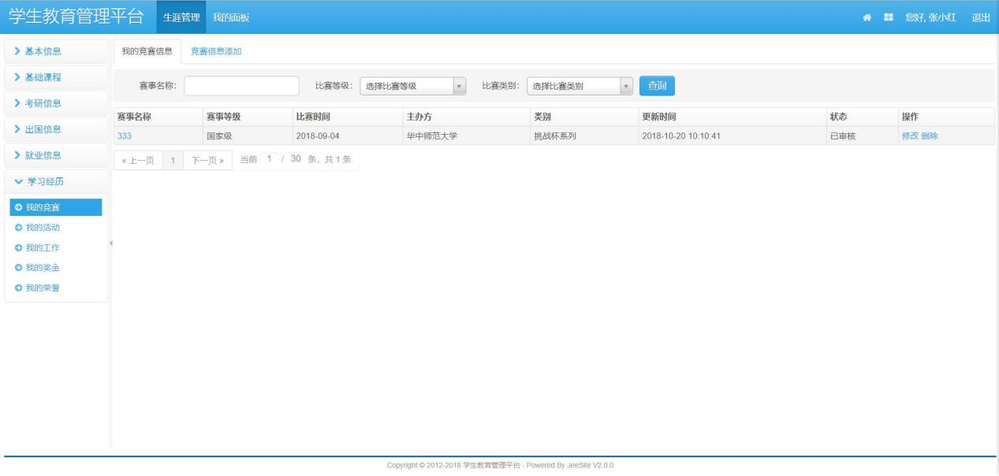 学生教育管理平台 生涯管理 我的面板 您好, 张小红 退出
基本信息
基础课程
考研信息
出国信息
就业信息
学习经历
我的竞赛
我的活动
我的工作
我的奖金
我的荣誉
我的竞赛信息 竞赛信息添加
赛事名称: 比赛等级: 选择比赛等级 比赛类别: 选择比赛类别 查询
赛事名称 赛事等级 比赛时间 主办方 类别 更新时间 状态 操作
333 国家级 2018-09-04 华中师范大学 挑战杯系列 2018-10-20 10:10:41 已审核 修改 删除
« 上一页 1 下一页 » 当前 1 / 30 条, 共 1 条
Copyright © 2012-2018 学生教育管理平台 - Powered By JeeSite V2.0.0